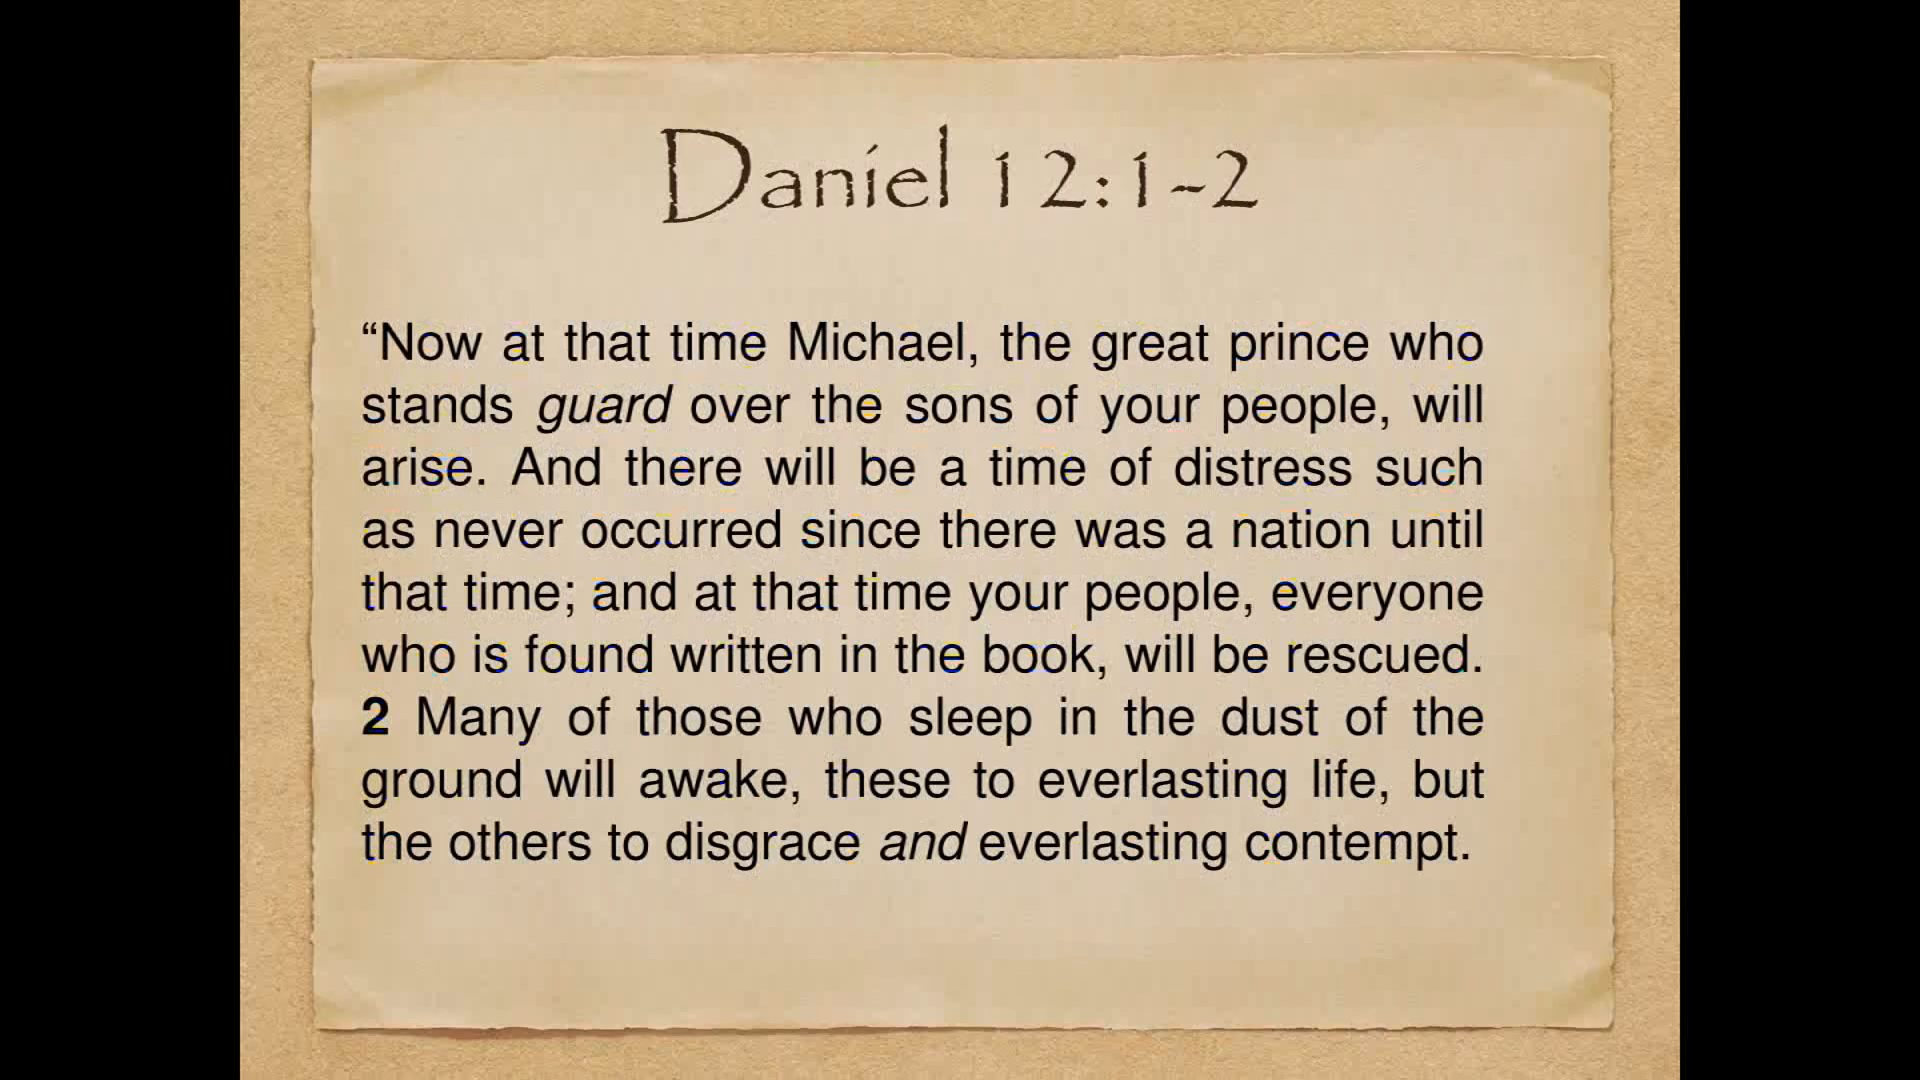 Daniel 12:1-2
“Now at that time Michael, the great prince who
stands guard over the sons of your people, will
arise. And there will be a time of distress such
as never occurred since there was a nation until
that time; and at that time your people, everyone
who is found written in the book, will be rescued.
2 Many of those who sleep in the dust of the
ground will awake, these to everlasting life, but
the others to disgrace and everlasting contempt.